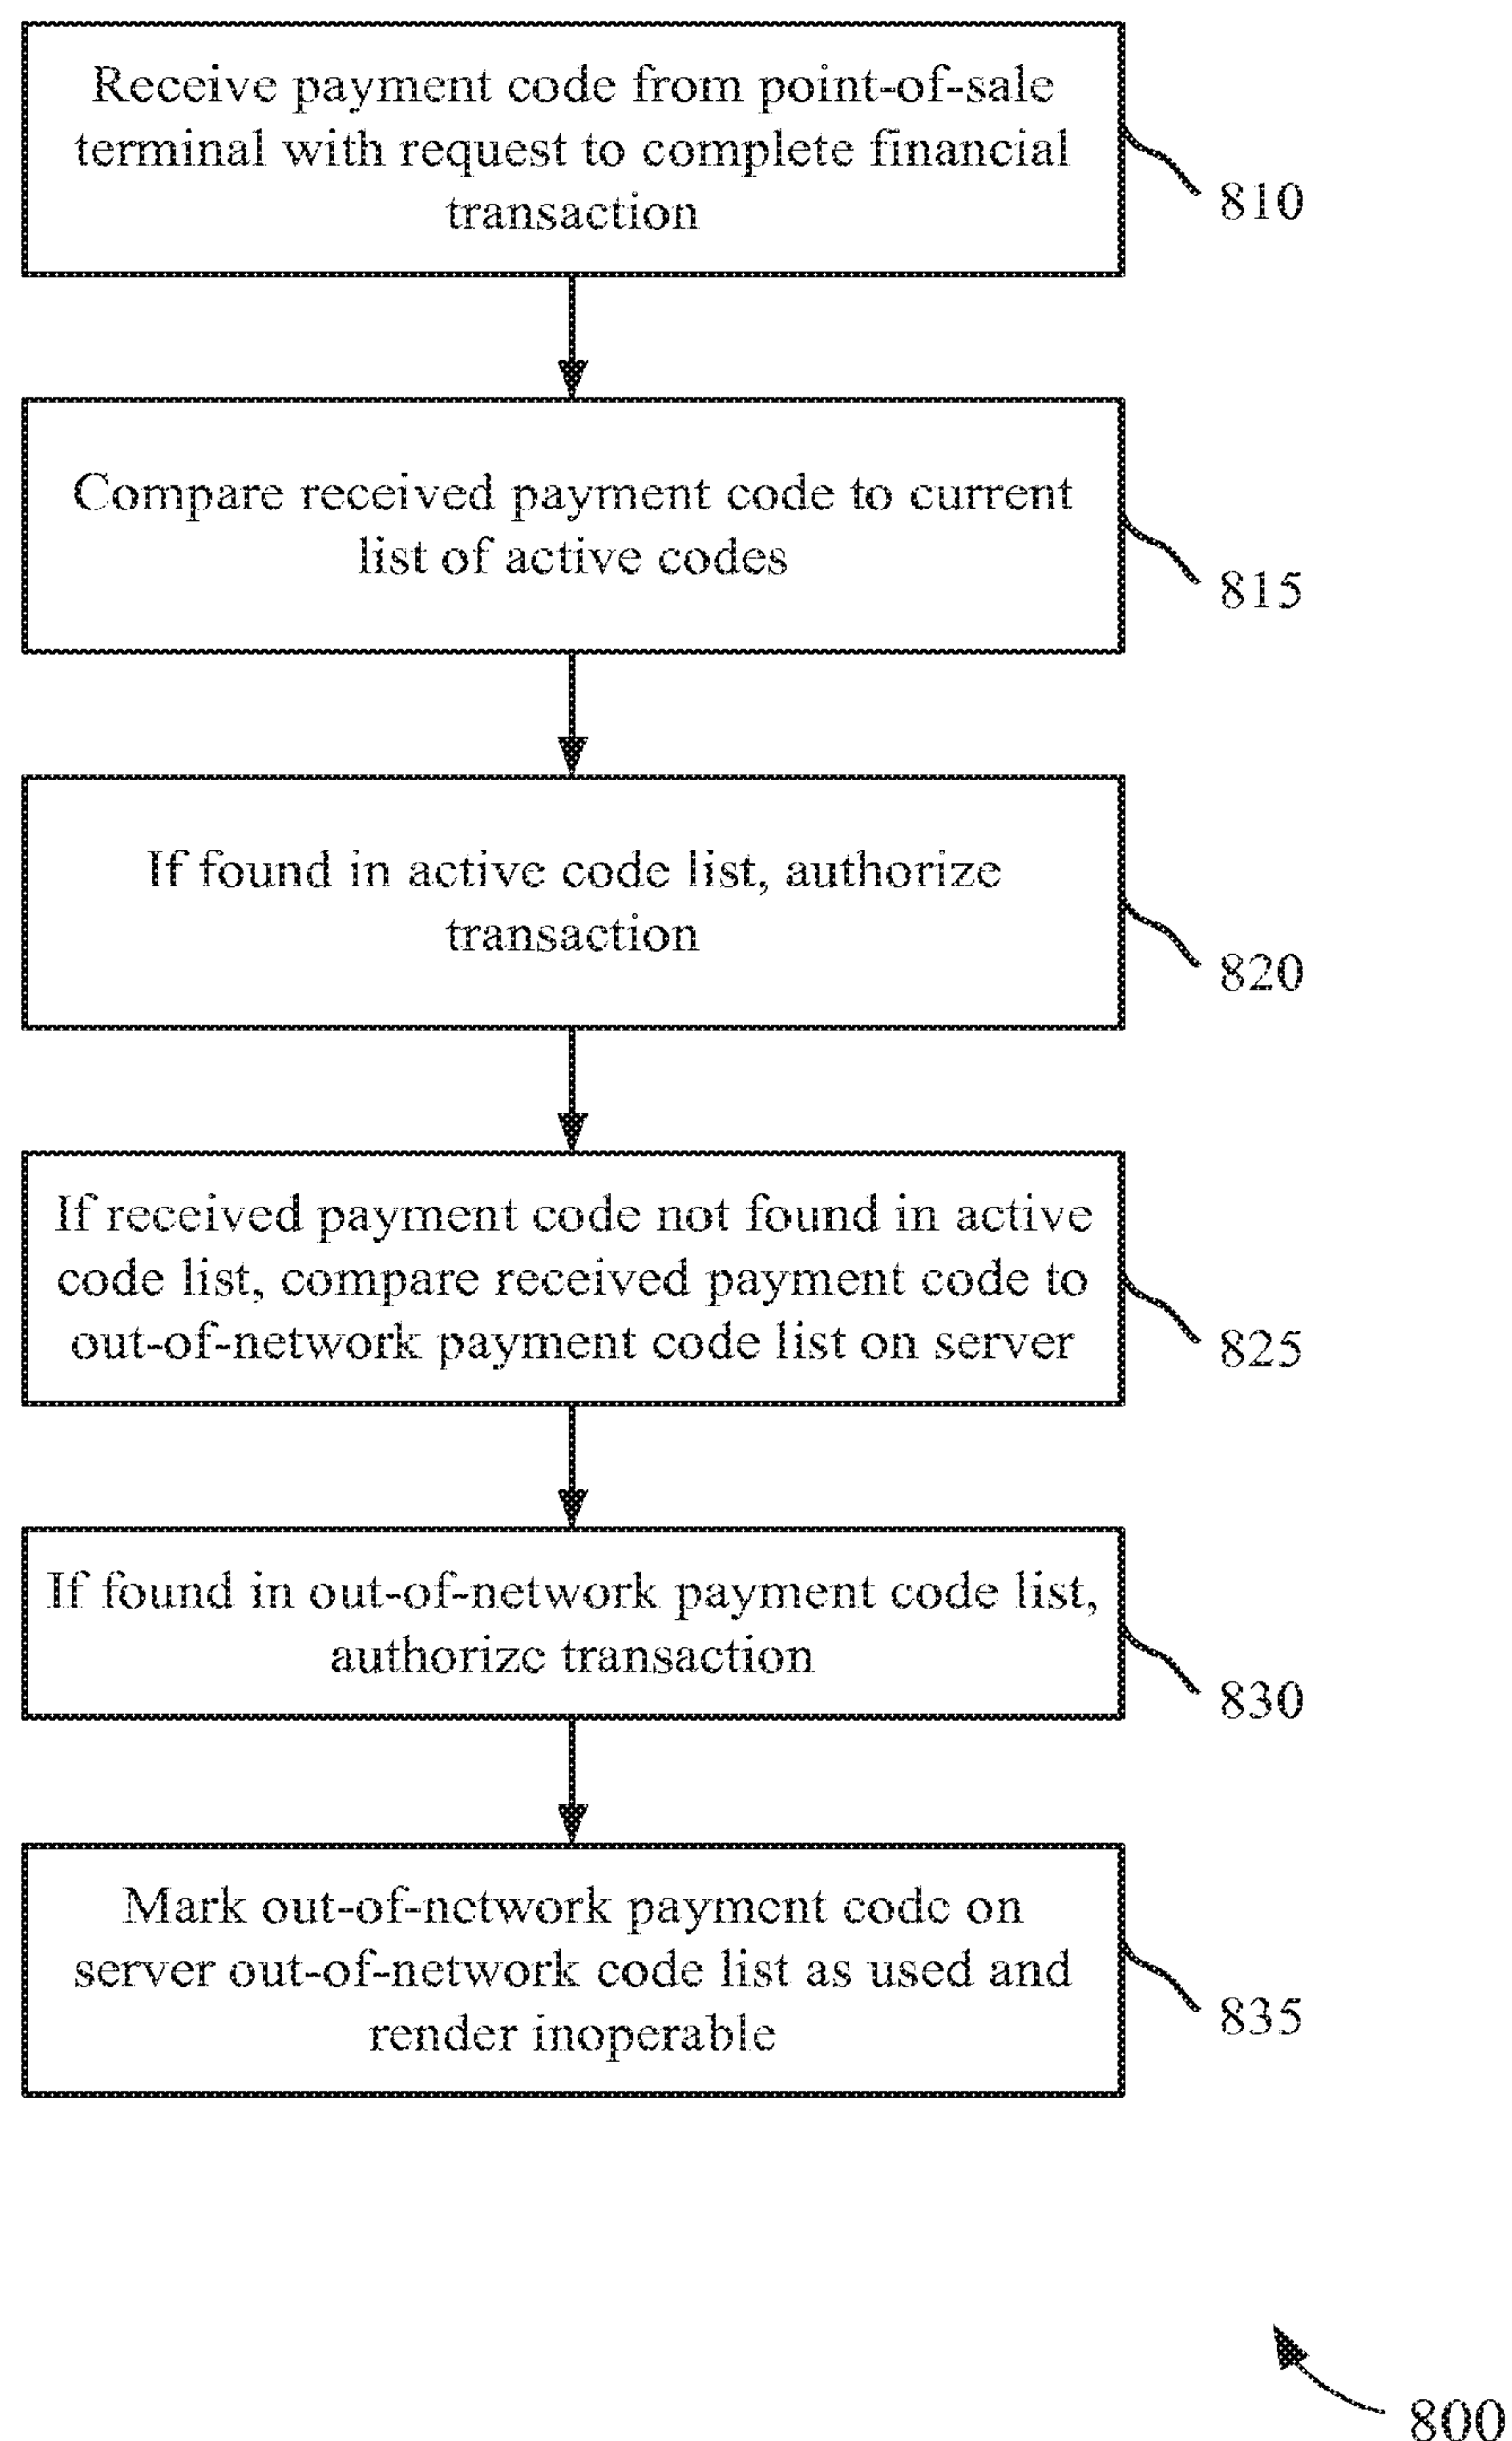 Receive payment code from point-of-sale
terminal with request to complete financial
transaction
810
Compare received payment code to current
list of active codes
815
If found in active code list, authorize
transaction
820
If received payment code not found in active
code list, compare received payment code to
out-of-network payment code list on server
825
If found in out-of-network payment code list,
authorize transaction
830
Mark out-of-network payment code on
server out-of-network code list as used and
render inoperable
835
800